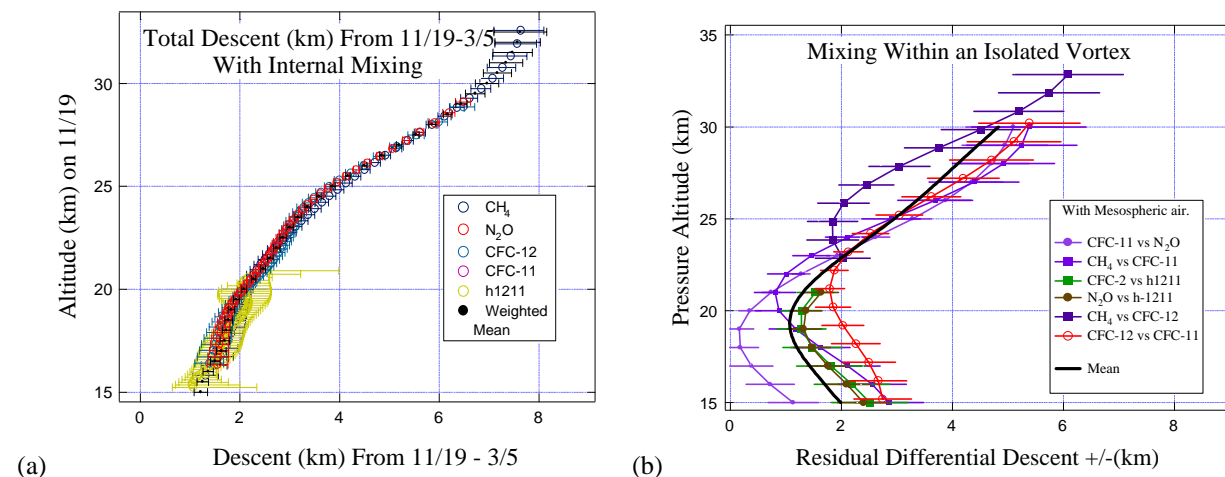 Total Descent (km) From 11/19-3/5
With Internal Mixing
Altitude (km) on 11/19
30
25
20
15
CH4
N2O
CFC-12
CFC-11
h1211
Weighted
Mean
0
2
4
6
8
(a)
Descent (km) From 11/19 - 3/5
Mixing Within an Isolated Vortex
Pressure Altitude (km)
35
30
25
20
15
With Mesospheric air.
CFC-11 vs N2O
CH4 vs CFC-11
CFC-2 vs h1211
N2O vs h-1211
CH4 vs CFC-12
CFC-12 vs CFC-11
Mean
0
2
4
6
8
(b)
Residual Differential Descent +/-(km)